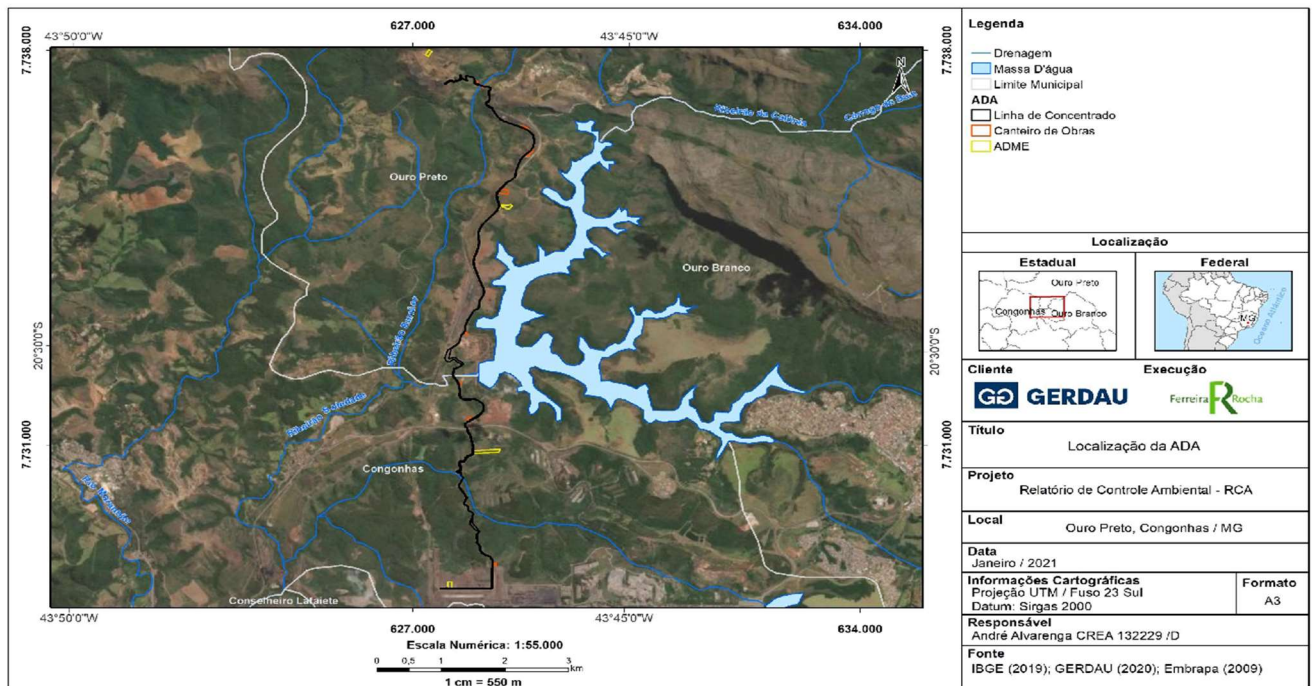 627.000
634.000
43°50'0"W
43°45'0"W
7.738.000
7.738.000
N
Ribeirão da Colônia
Ouro Preto
Ouro Branco
20°30'0"S
20°30'0"S
Ribeirão Soledade
7.731.000
7.731.000
Congonhas
Rio Maranhão
Conselheiro Lafaiete
43°50'0"W
43°45'0"W
627.000
634.000
Escala Numérica: 1:55.000
0 0,5 1 2 3
km
1 cm = 550 m
Legenda
Drenagem
Massa D'água
Limite Municipal
ADA
Linha de Concentrado
Canteiro de Obras
ADME
Localização
Estadual
Ouro Preto
Congonhas
Ouro Branco
Federal
MG
Oceano Atlântico
Cliente
GG GERDAU
Execução
Ferreira FR Rocha
Título
Localização da ADA
Projeto
Relatório de Controle Ambiental - RCA
Local
Ouro Preto, Congonhas / MG
Data
Janeiro / 2021
Informações Cartográficas
Projeção UTM / Fuso 23 Sul
Datum: Sirgas 2000
Formato
A3
Responsável
André Alvarenga CREA 132229 /D
Fonte
IBGE (2019); GERDAU (2020); Embrapa (2009)